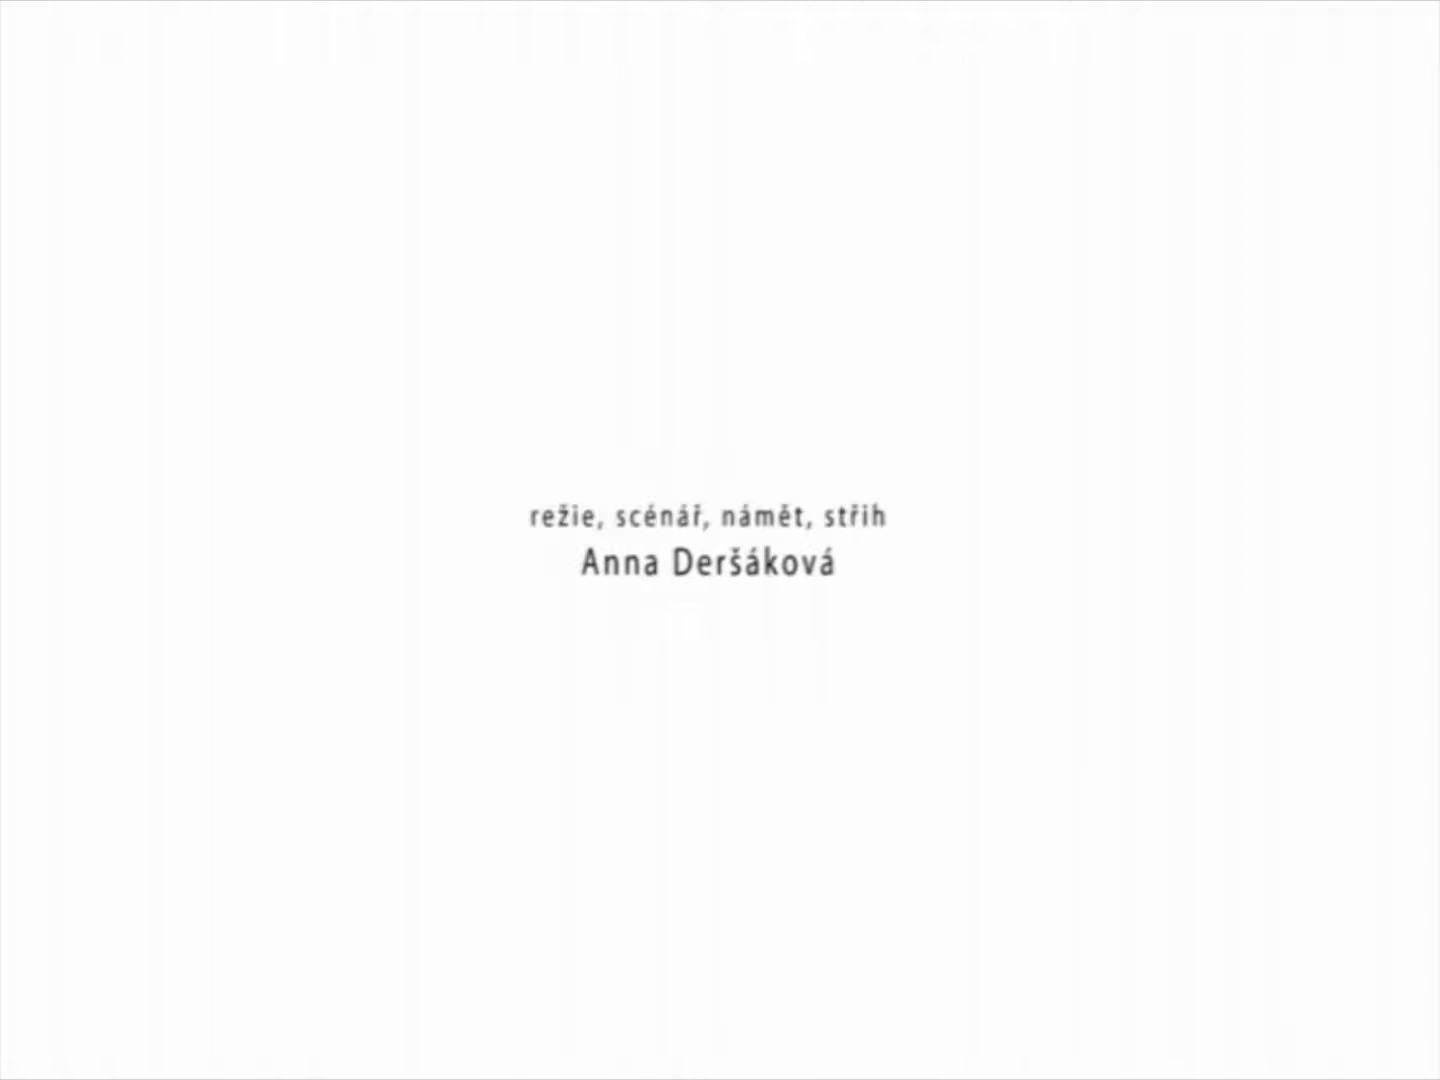 režie, scénář, námět, střih
Anna Deršáková